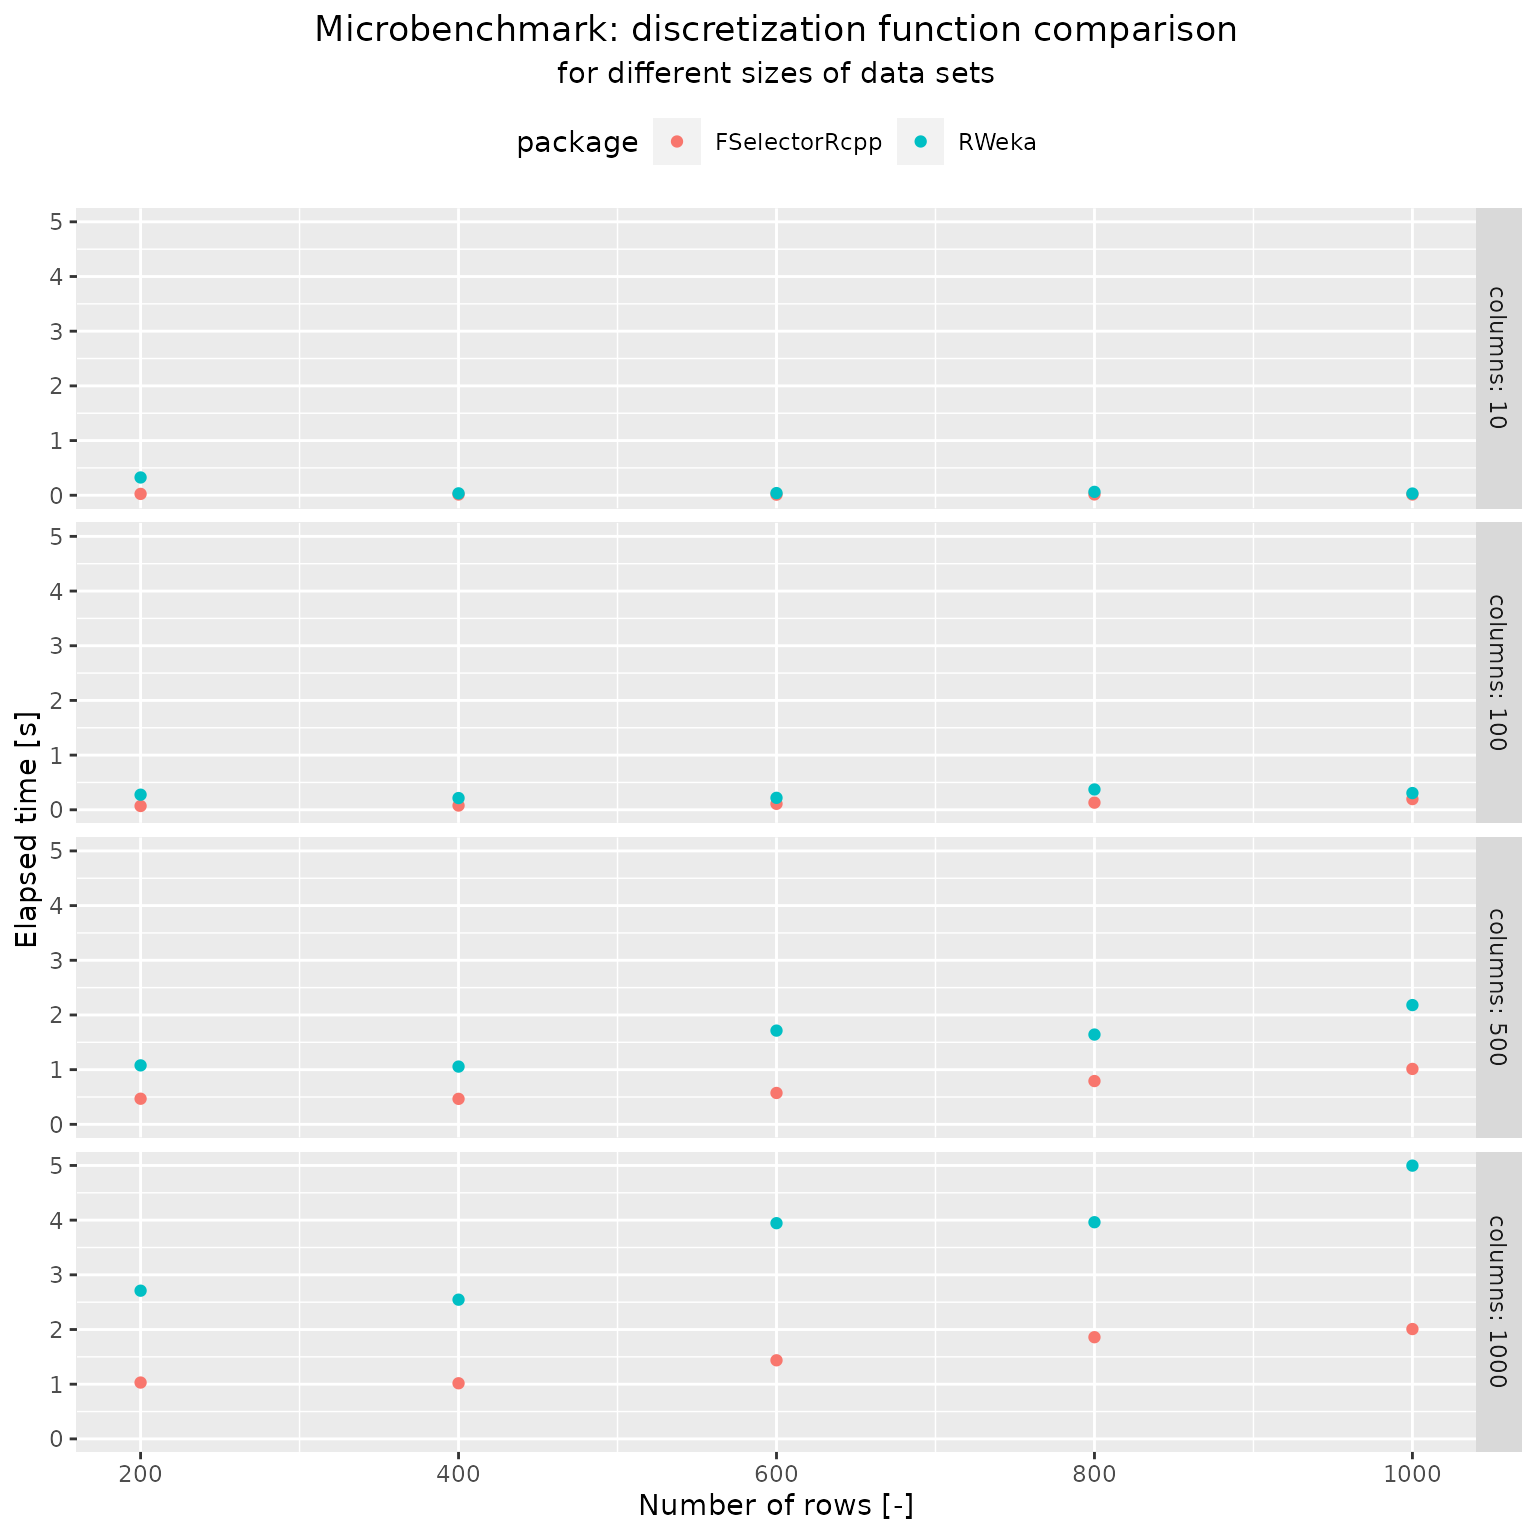 Microbenchmark: discretization function comparison
for different sizes of data sets
package FSelectorRcpp RWeka
5
4
3
2
1
0
columns: 10
5
4
3
2
1
0
columns: 100
5
4
3
2
1
0
columns: 500
5
4
3
2
1
0
columns: 1000
Elapsed time [s]
200 400 600 800 1000
Number of rows [-]